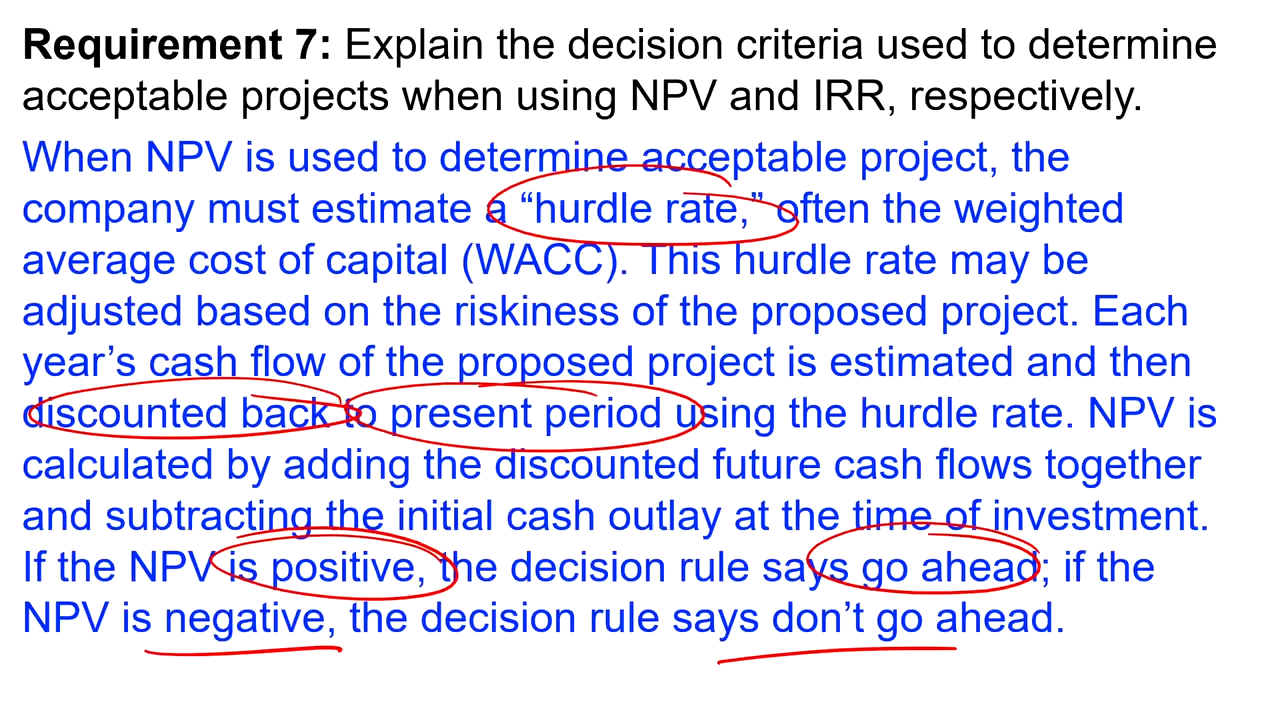 Requirement 7: Explain the decision criteria used to determine
acceptable projects when using NPV and IRR, respectively.
When NPV is used to determine acceptable project, the
company must estimate a “hurdle rate,” often the weighted
average cost of capital (WACC). This hurdle rate may be
adjusted based on the riskiness of the proposed project. Each
year’s cash flow of the proposed project is estimated and then
discounted back to present period using the hurdle rate. NPV is
calculated by adding the discounted future cash flows together
and subtracting the initial cash outlay at the time of investment.
If the NPV is positive, the decision rule says go ahead; if the
NPV is negative, the decision rule says don’t go ahead.